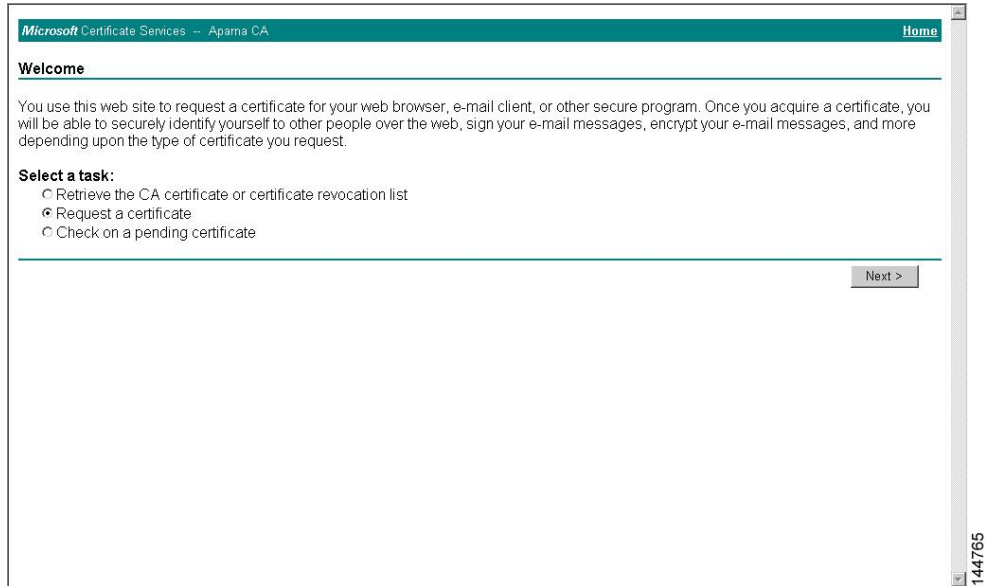 Microsoft Certificate Services -- Aparna CA
Home
Welcome
You use this web site to request a certificate for your web browser, e-mail client, or other secure program. Once you acquire a certificate, you
will be able to securely identify yourself to other people over the web, sign your e-mail messages, encrypt your e-mail messages, and more
depending upon the type of certificate you request.
Select a task:
Retrieve the CA certificate or certificate revocation list
Request a certificate
Check on a pending certificate
Next >
144765